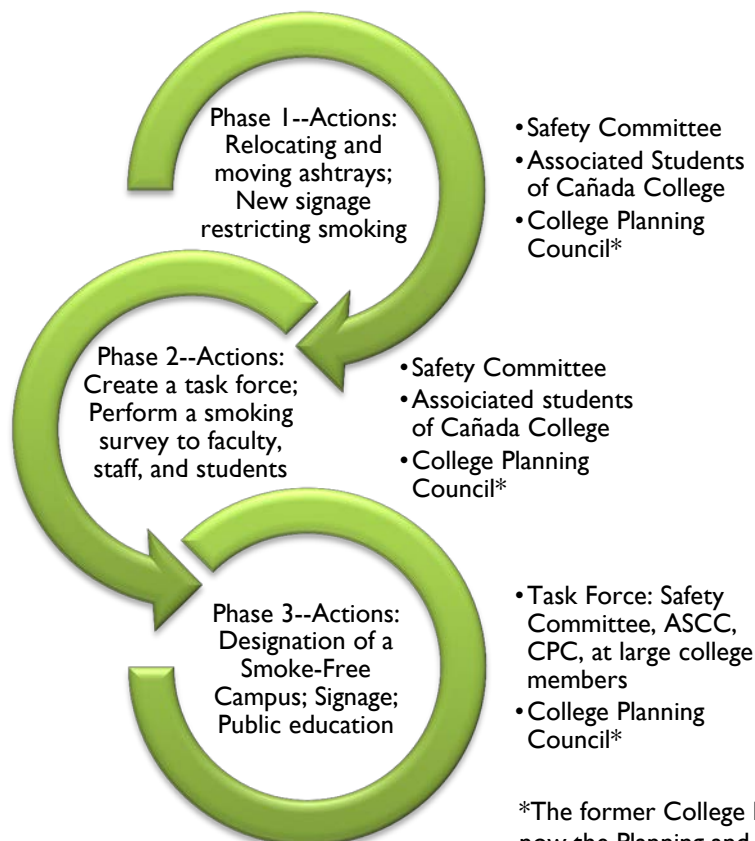 Phase 1--Actions:
Relocating and
moving ashtrays;
New signage
restricting smoking
•Safety Committee
•Associated Students
of Cañada College
•College Planning
Council*
Phase 2--Actions:
Create a task force;
Perform a smoking
survey to faculty,
staff, and students
•Safety Committee
•Assoiciated students
of Cañada College
•College Planning
Council*
Phase 3--Actions:
Designation of a
Smoke-Free
Campus; Signage;
Public education
•Task Force: Safety
Committee, ASCC,
CPC, at large college
members
•College Planning
Council*
*The former College
now the Planning and